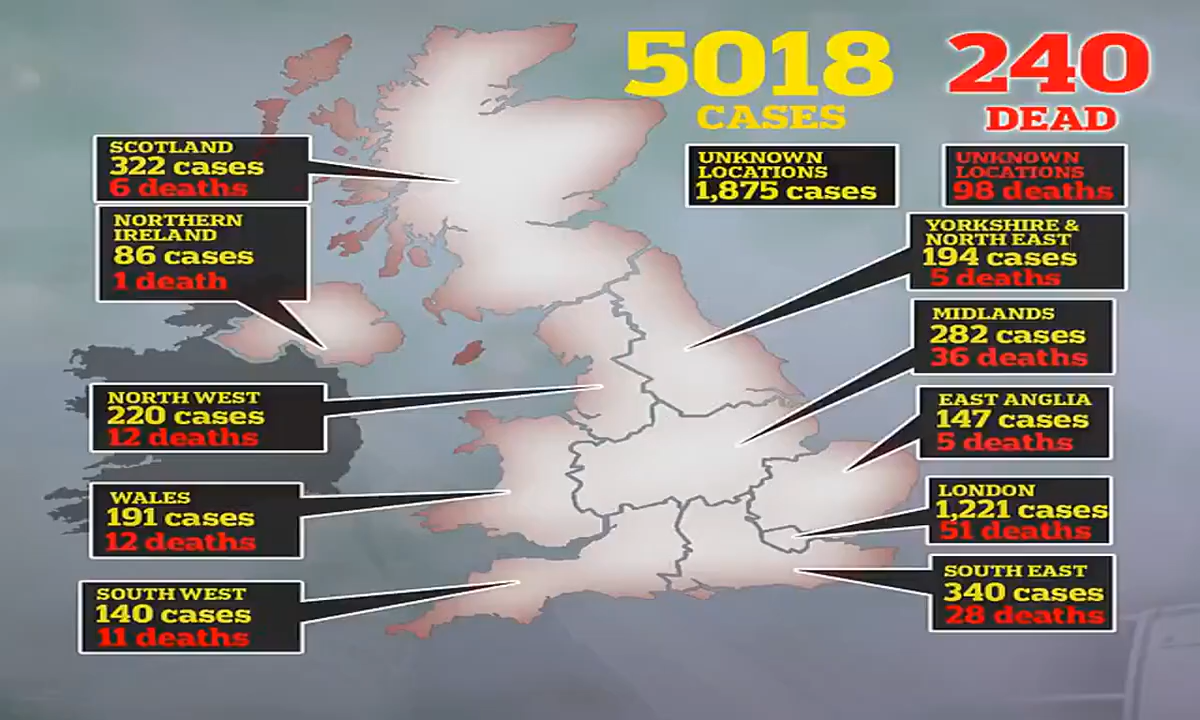 5018
CASES
240
DEAD
UNKNOWN
LOCATIONS
1,875 cases
UNKNOWN
LOCATIONS
98 deaths
SCOTLAND
322 cases
6 deaths
NORTHERN
IRELAND
86 cases
1 death
NORTH WEST
220 cases
12 deaths
WALES
191 cases
12 deaths
SOUTH WEST
140 cases
11 deaths
YORKSHIRE &
NORTH EAST
194 cases
5 deaths
MIDLANDS
282 cases
36 deaths
EAST ANGLIA
147 cases
5 deaths
LONDON
1,221 cases
51 deaths
SOUTH EAST
340 cases
28 deaths